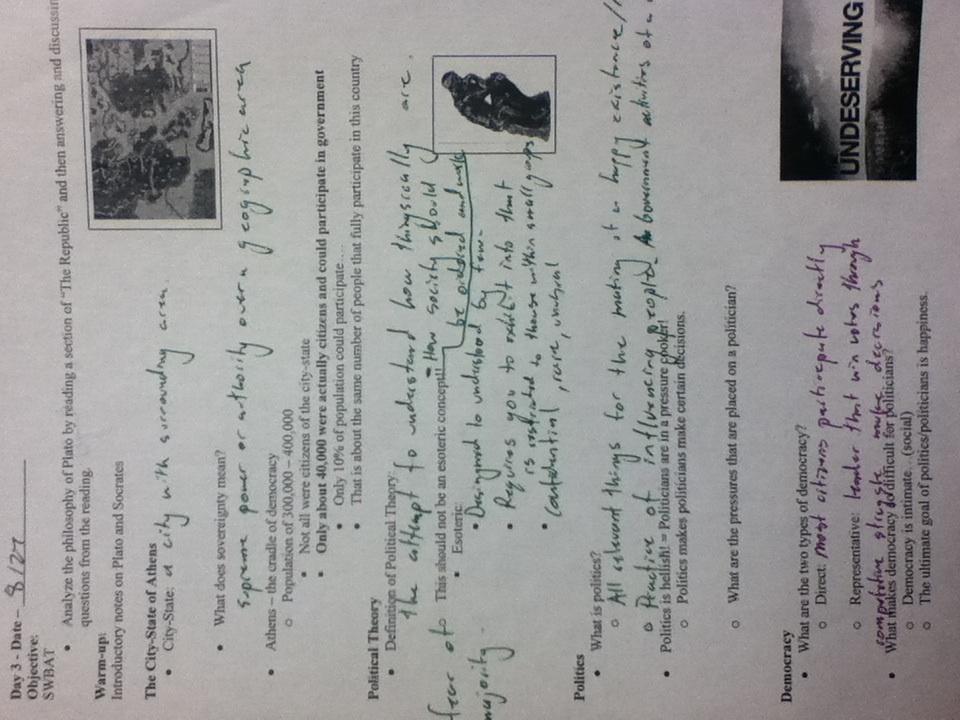 Day 3 - Date – 8/27
Objective:
SWBAT
• Analyze the philosophy of Plato by reading a section of “The Republic” and then answering and discussin
questions from the reading.
Warm-up:
Introductory notes on Plato and Socrates
The City-State of Athens
• City-State: a city with surrounding area.
• What does sovereignty mean?
Supreme power or authority over a geographic area
• Athens – the cradle of democracy
o Population of 300,000 – 400,000
▪ Not all were citizens of the city-state
▪ Only about 40,000 were actually citizens and could participate in government
• Only 10% of population could participate….
• That is about the same number of people that fully participate in this country
Political Theory
• Definition of Political Theory:
the attempt to understand how things really are.
- How society should
be ordered and work
fear of
majority.
o This should not be an esoteric concept!!
▪ Esoteric:
• Designed to understood by few.
• Requires you to exhibit into that
is restricted to those within small groups
• Confidential, rare, unusual
Politics
• What is politics?
o All relevant things for the making of a happy existence/
o Practice of influencing people. Government activities of a
• Politics is hellish! = Politicians are in a pressure cooker!
o Politics makes politicians make certain decisions.
o What are the pressures that are placed on a politician?
Democracy
• What are the two types of democracy?
o Direct: most citizens participate directly
o Representative: leader that win votes through
competative struggle make decisions
• What makes democracy so difficult for politicians?
o Democracy is intimate…(social)
o The ultimate goal of politics/politicians is happiness.
UNDESERVING